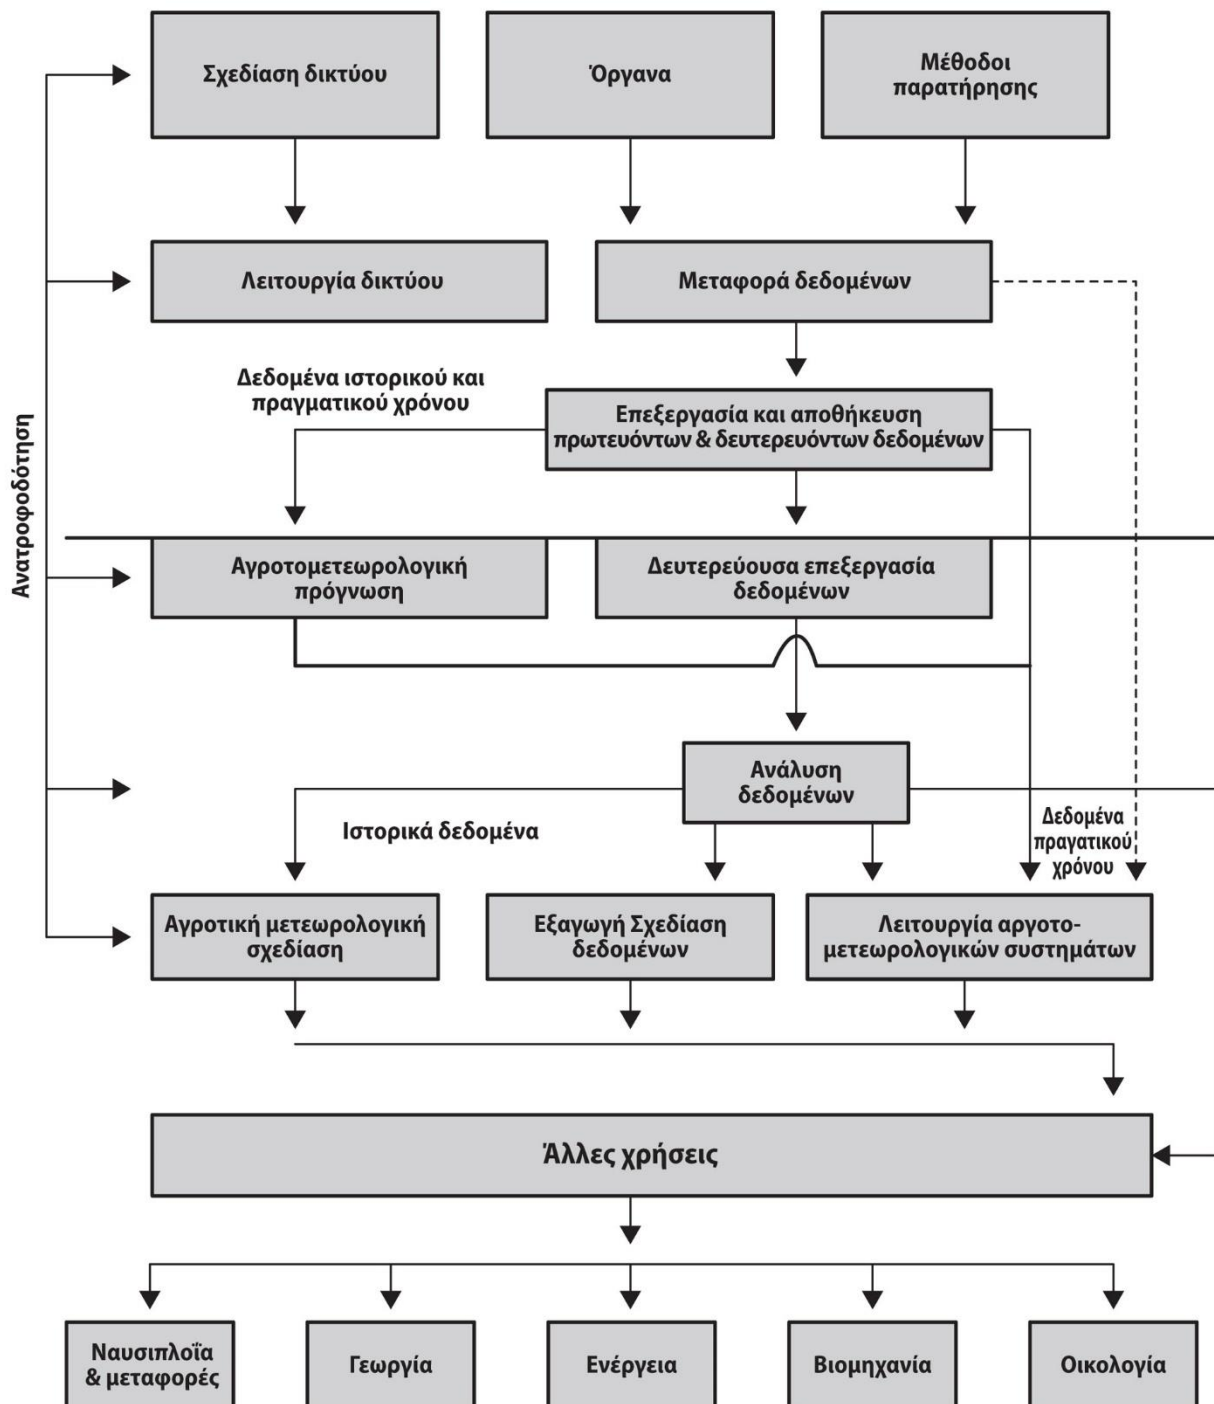 Σχεδίαση δικτύου
Όργανα
Μέθοδοι
παρατήρησης
Λειτουργία δικτύου
Μεταφορά δεδομένων
Δεδομένα ιστορικού και
πραγματικού χρόνου
Επεξεργασία και αποθήκευση
πρωτευόντων & δευτερευόντων δεδομένων
Ανατροφοδότηση
Αγροτομετεωρολογική
πρόγνωση
Δευτερεύουσα επεξεργασία
δεδομένων
Ανάλυση
δεδομένων
Ιστορικά δεδομένα
Δεδομένα
πραγατικού
χρόνου
Αγροτική μετεωρολογική
σχεδίαση
Εξαγωγή Σχεδίαση
δεδομένων
Λειτουργία αργοτο-
μετεωρολογικών συστημάτων
Άλλες χρήσεις
Ναυσιπλοΐα
& μεταφορές
Γεωργία
Ενέργεια
Βιομηχανία
Οικολογία